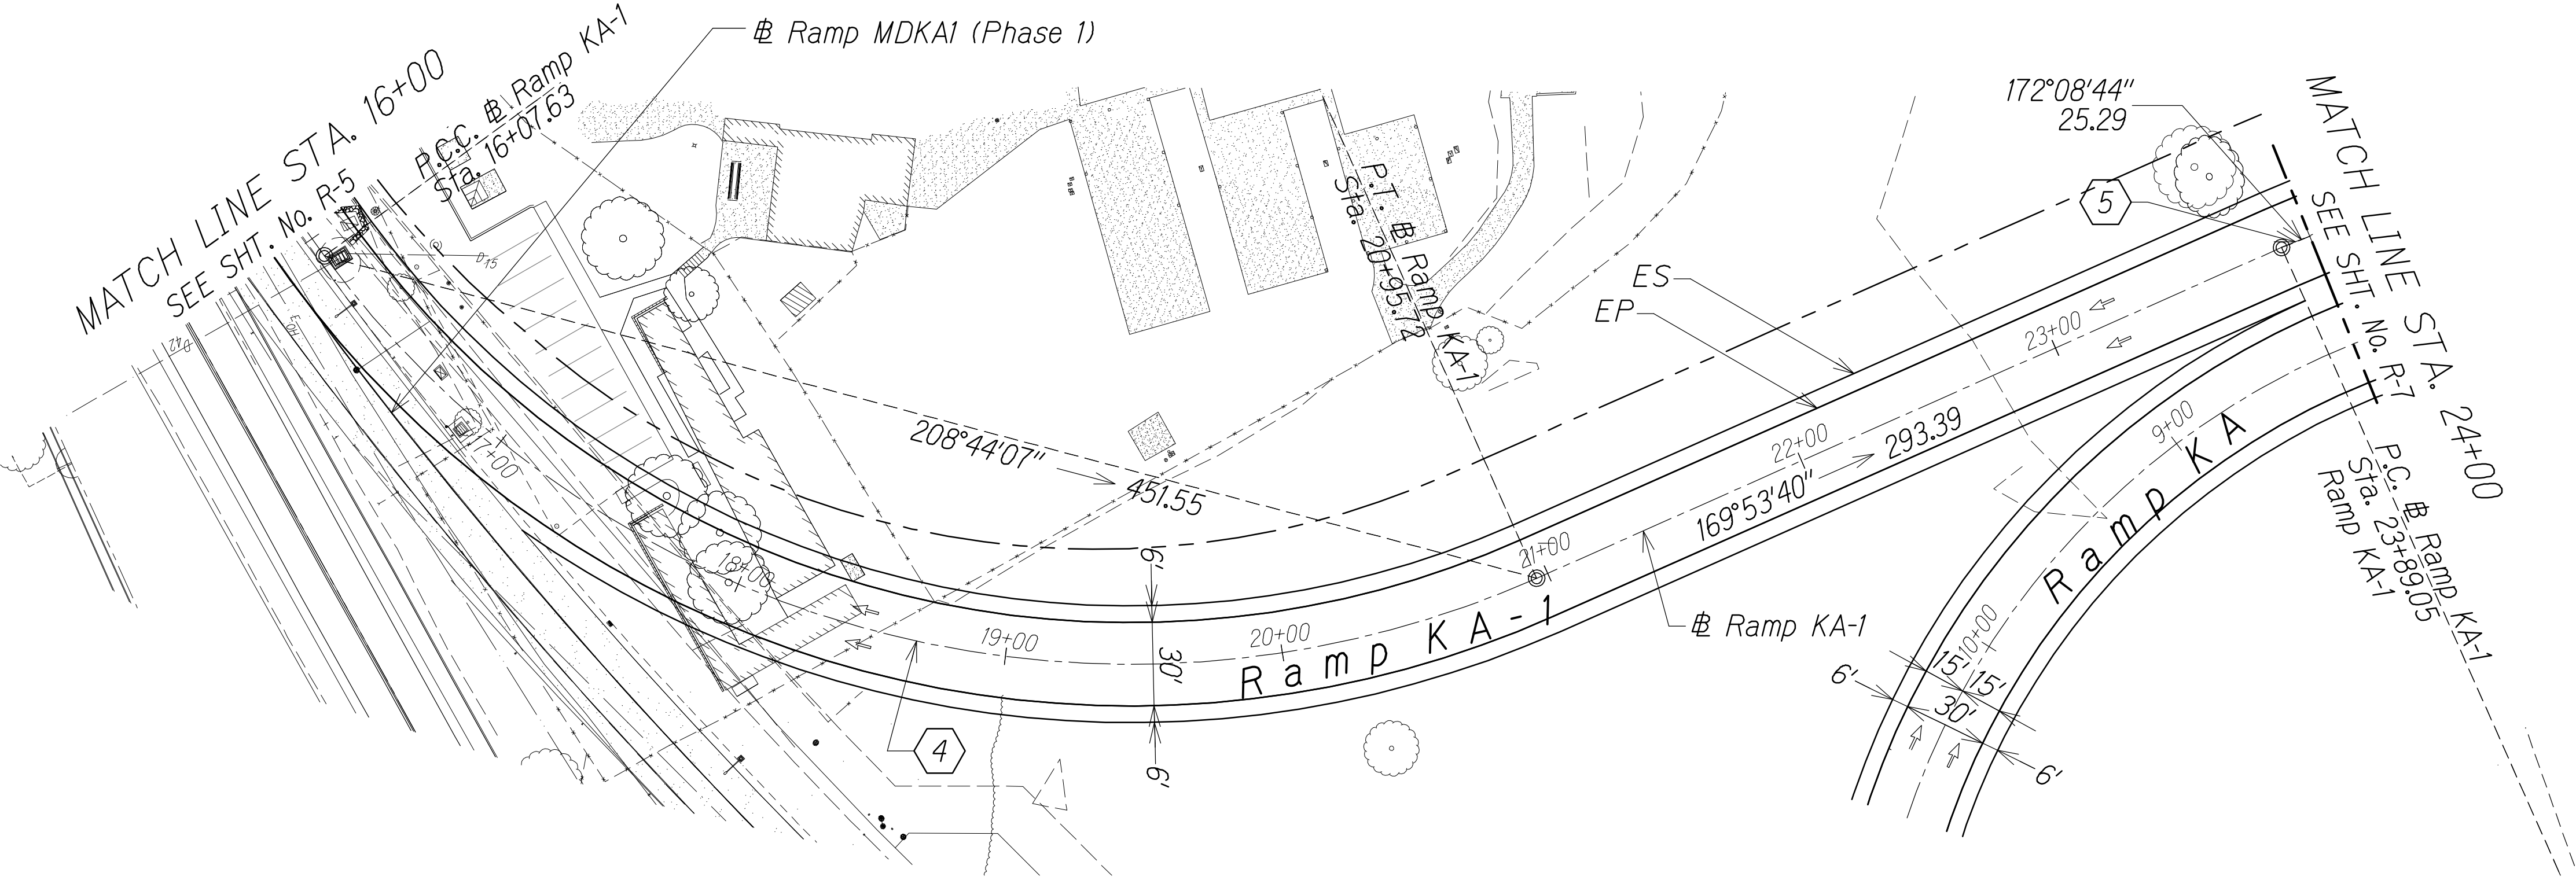 MATCH LINE STA. 16+00
SEE SHT. No. R-5
P.C.C. ⅊ Ramp KA-1
Sta. 16+07.63
⅊ Ramp MDKA1 (Phase 1)
D15
D42
E
OH
17+00
18+00
19+00
20+00
21+00
22+00
23+00
208°44'07"
451.55
P.T. ⅊ Ramp KA-1
Sta. 20+95.72
ES
EP
172°08'44"
25.29
5
MATCH LINE STA. 24+00
SEE SHT. No. R-7
169°53'40"
293.39
9+00
10+00
Ramp KA
Ramp KA-1
⅊ Ramp KA-1
P.C. ⅊ Ramp KA-1
Sta. 23+89.05
Ramp KA-1
4
6'
30'
6'
6'
15'
15'
30'
6'